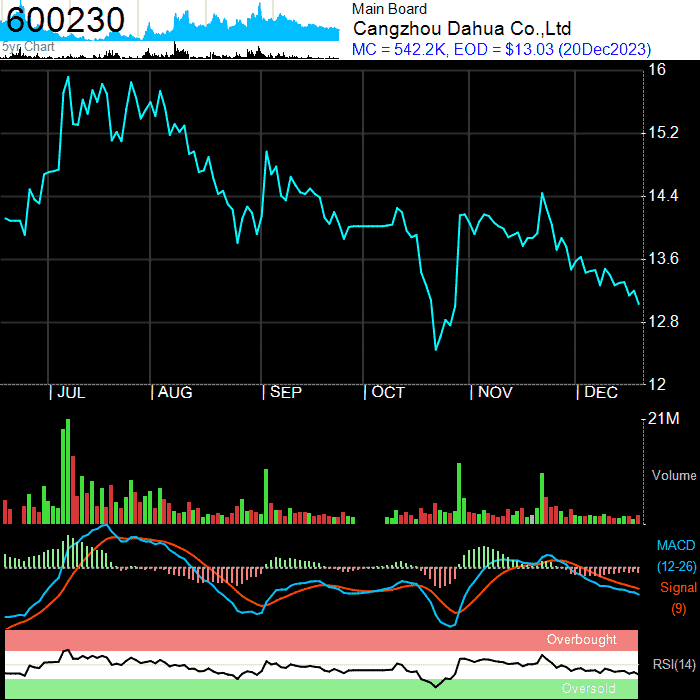 600230
5yr Chart
Main Board
Cangzhou Dahua Co.,Ltd
MC = 542.2K, EOD = $13.03 (20Dec2023)
16
15.2
14.4
13.6
12.8
12
| JUL | AUG | SEP | OCT | NOV | DEC
21M
Volume
MACD
(12-26)
Signal
(9)
Overbought
RSI(14)
Oversold